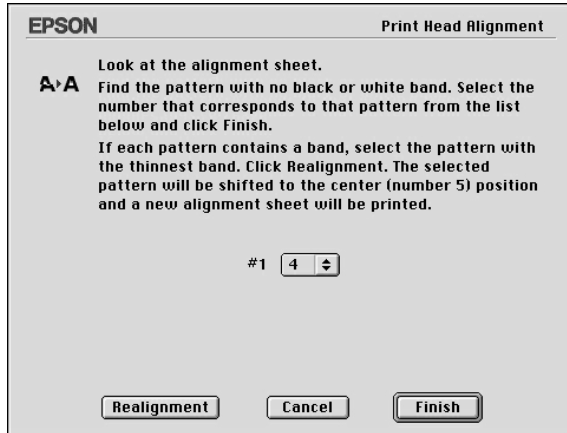 EPSON Print Head Alignment
Look at the alignment sheet.
A›A Find the pattern with no black or white band. Select the
number that corresponds to that pattern from the list
below and click Finish.
If each pattern contains a band, select the pattern with
the thinnest band. Click Realignment. The selected
pattern will be shifted to the center (number 5) position
and a new alignment sheet will be printed.
#1 4
Realignment Cancel Finish